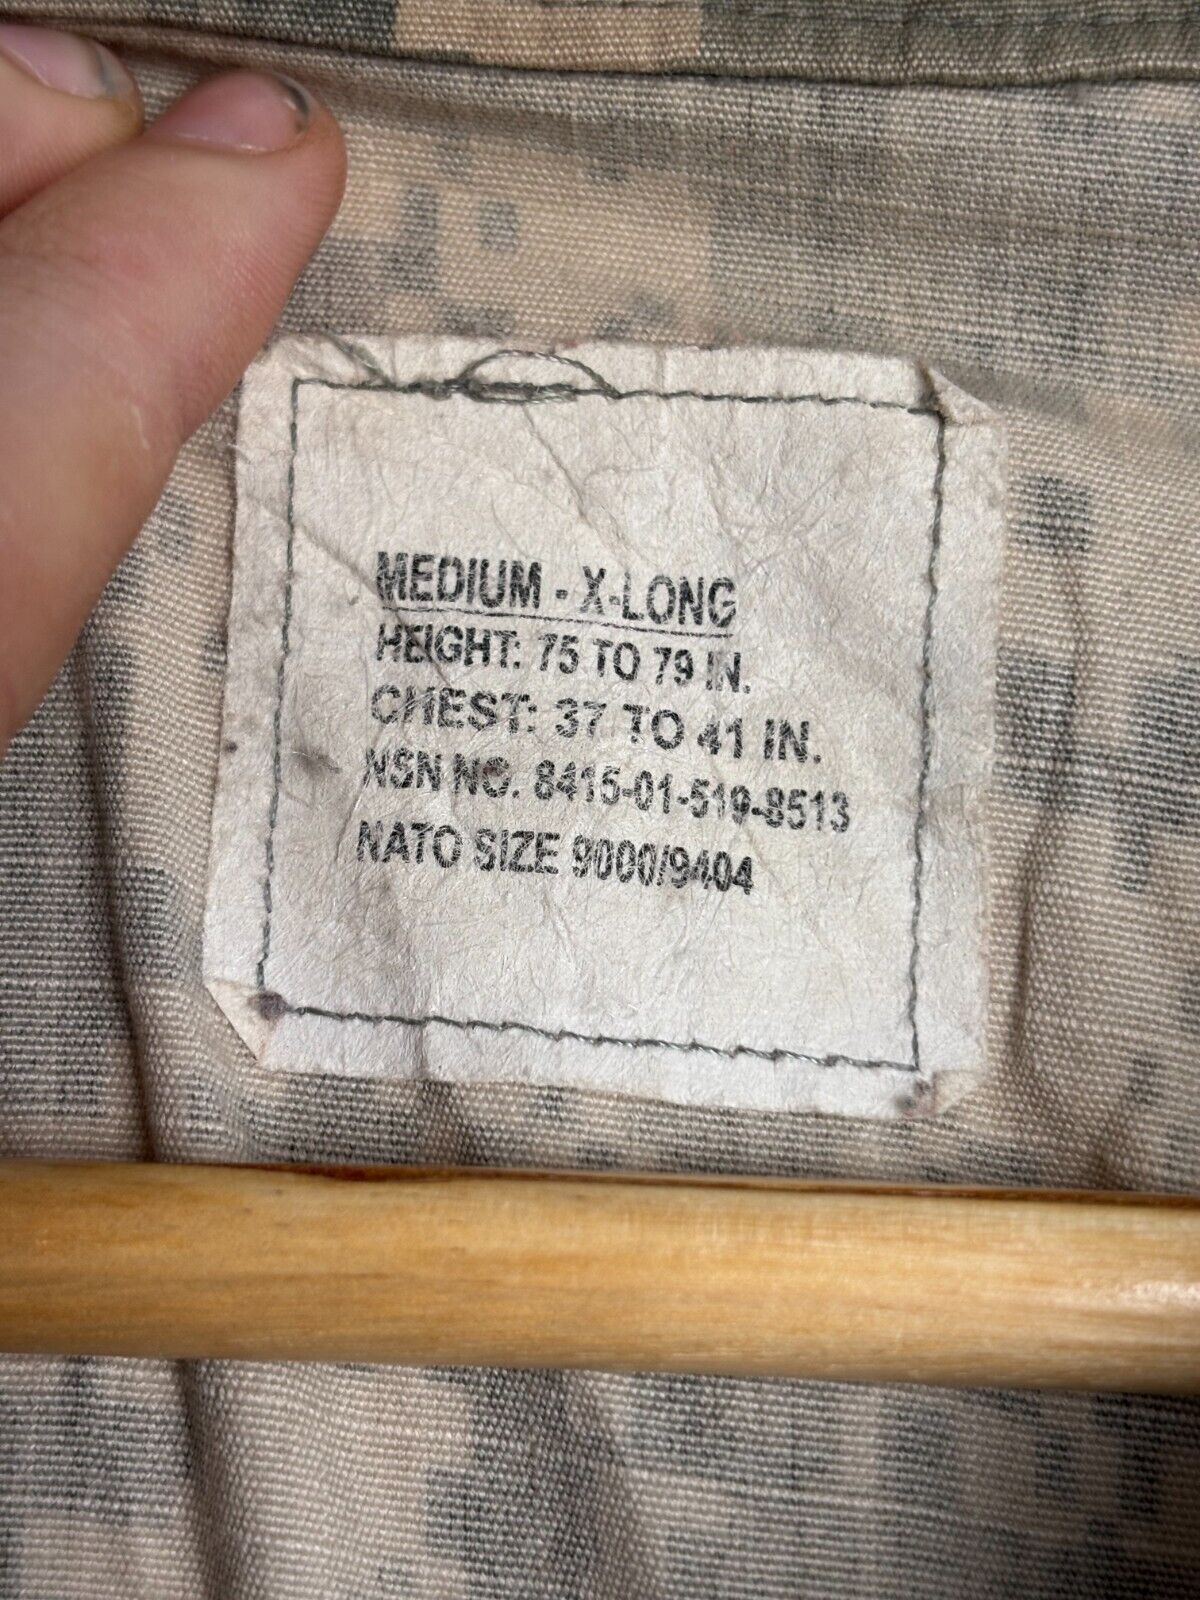 MEDIUM - X-LONG
HEIGHT: 75 TO 79 IN.
CHEST: 37 TO 41 IN.
NSN NO. 8415-01-519-8513
NATO SIZE 9000/9404